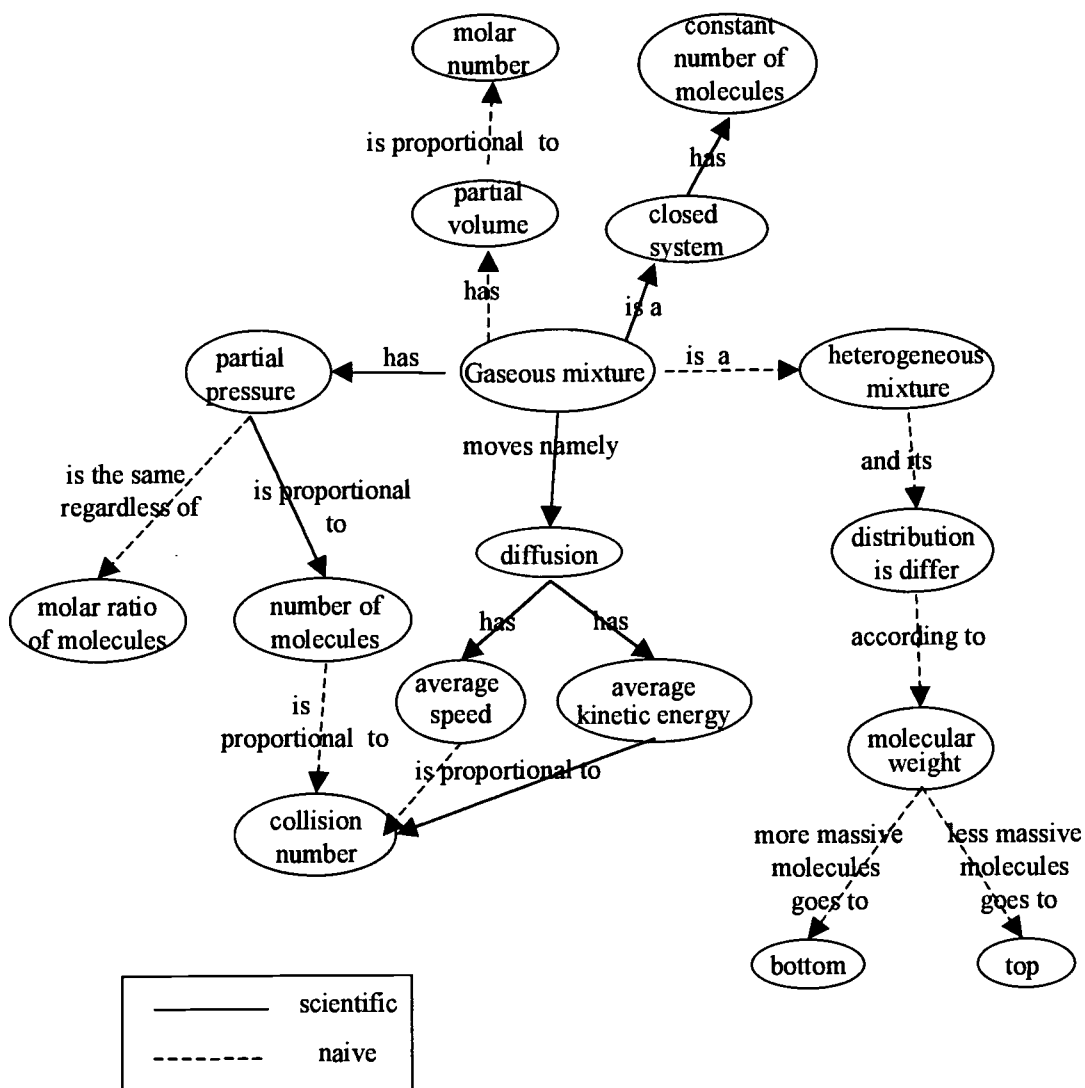 molar
number
constant
number of
molecules
is proportional to
has
partial
volume
closed
system
has
is a
partial
pressure
has
Gaseous mixture
is a
heterogeneous
mixture
moves namely
and its
is the same
regardless of
is proportional
to
diffusion
distribution
is differ
molar ratio
of molecules
number of
molecules
has
has
according to
average
speed
average
kinetic energy
is
proportional to
molecular
weight
is proportional to
collision
number
more massive
molecules
goes to
less massive
molecules
goes to
bottom
top
scientific
naive